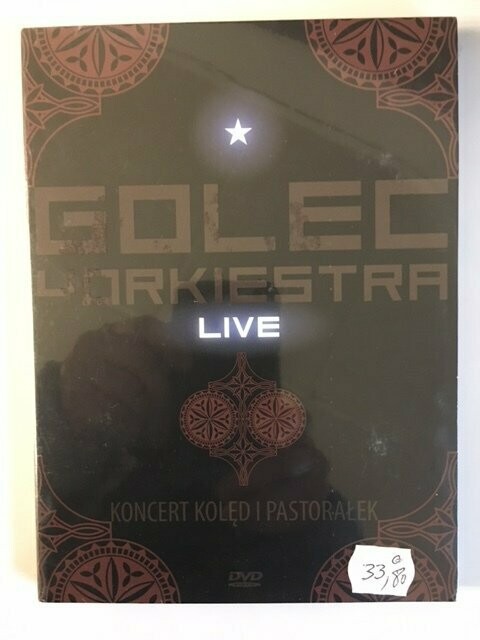 GOLEC
UORKIESTRA
LIVE
KONCERT KOLĘD I PASTORAŁEK
DVD
G
33,80